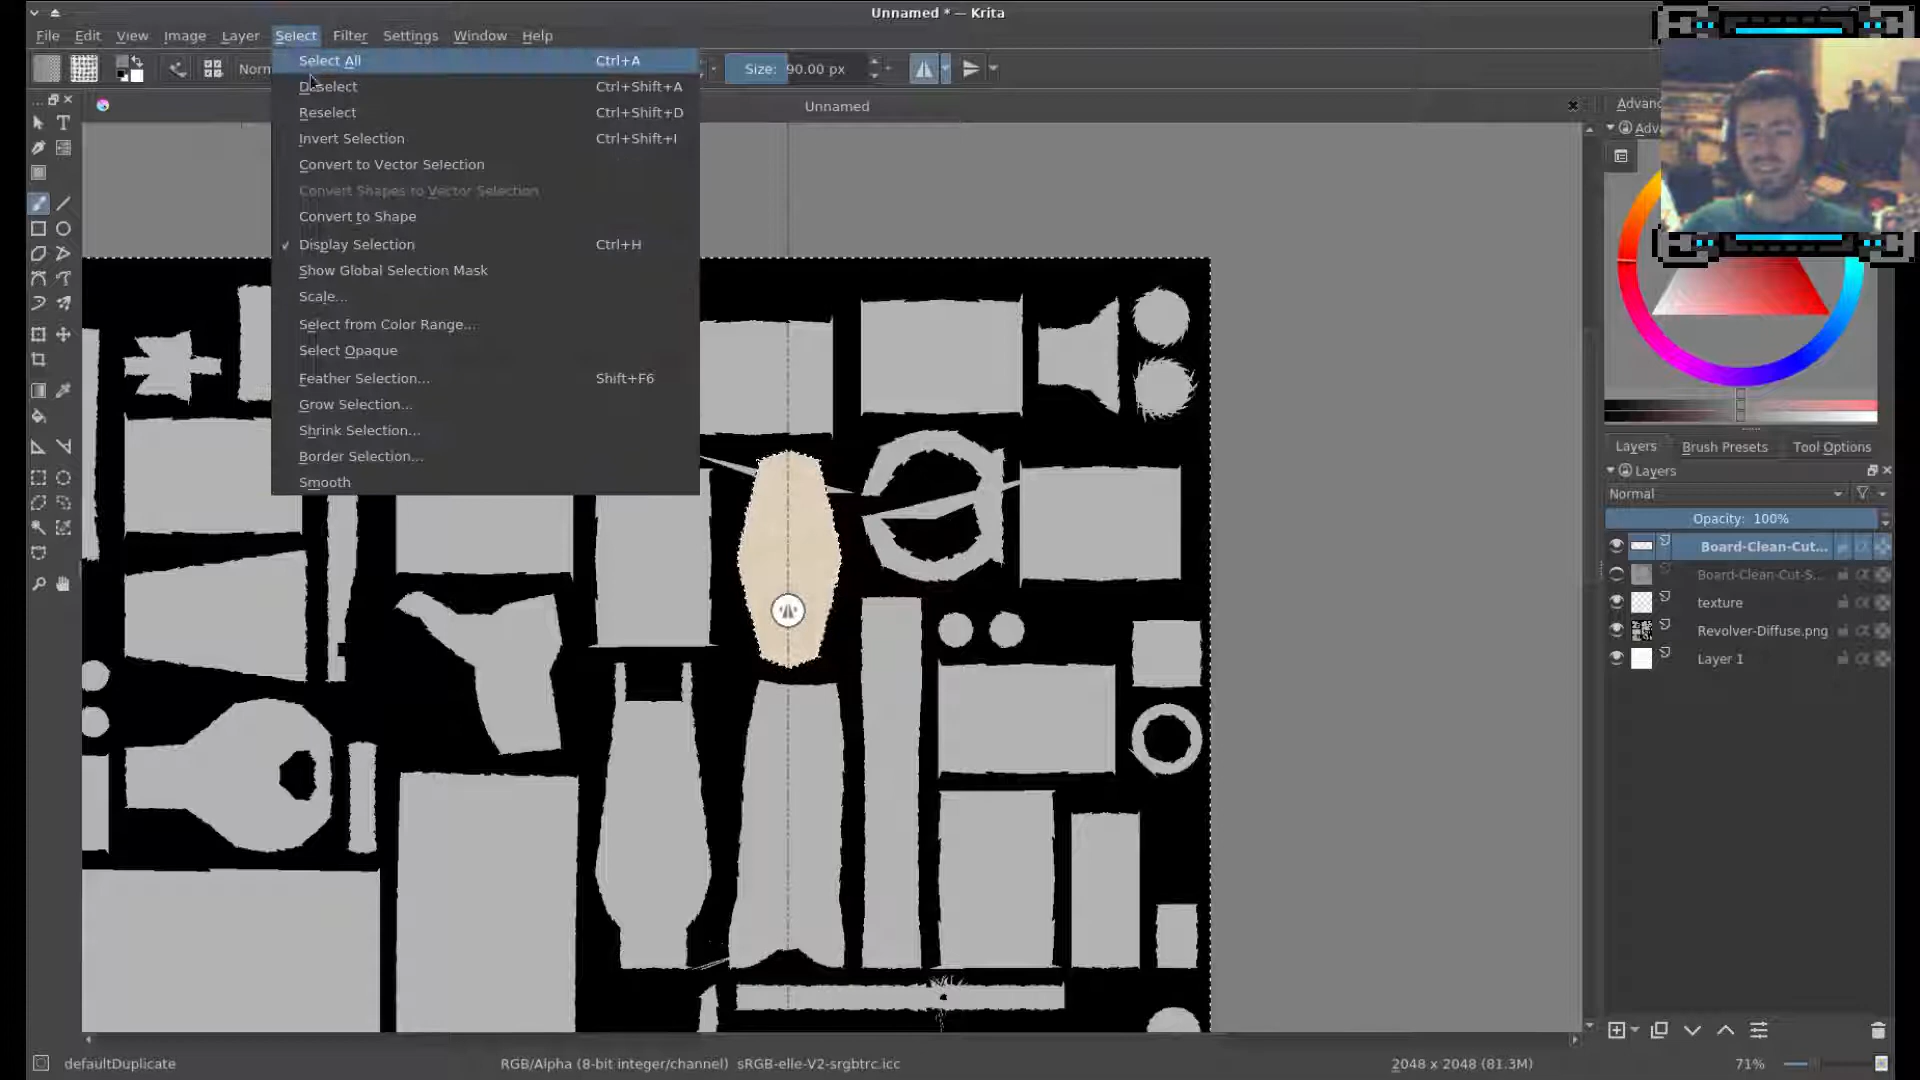 Unnamed * — Krita
File Edit View Image Layer Select Filter Settings Window Help
Size: 90.00 px
Select All Ctrl+A
Deselect Ctrl+Shift+A
Reselect Ctrl+Shift+D
Invert Selection Ctrl+Shift+I
Convert to Vector Selection
Convert Shapes to Vector Selection
Convert to Shape
Display Selection Ctrl+H
Show Global Selection Mask
Scale...
Select from Color Range...
Select Opaque
Feather Selection... Shift+F6
Grow Selection...
Shrink Selection...
Border Selection...
Smooth
Unnamed
Layers Brush Presets Tool Options
Layers
Normal
Opacity: 100%
Board-Clean-Cut...
Board-Clean-Cut-S...
texture
Revolver-Diffuse.png
Layer 1
defaultDuplicate
RGB/Alpha (8-bit integer/channel) sRGB-elle-V2-srgbtrc.icc
2048 x 2048 (81.3M)
71%